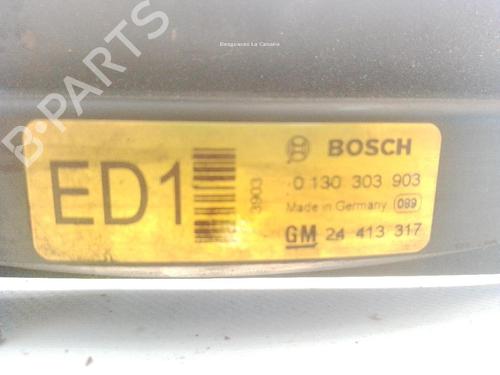 Desguaces La Cabaña
B-PARTS
ED1
3903
BOSCH
0 130 303 903
Made in Germany 099
GM 24 413 317